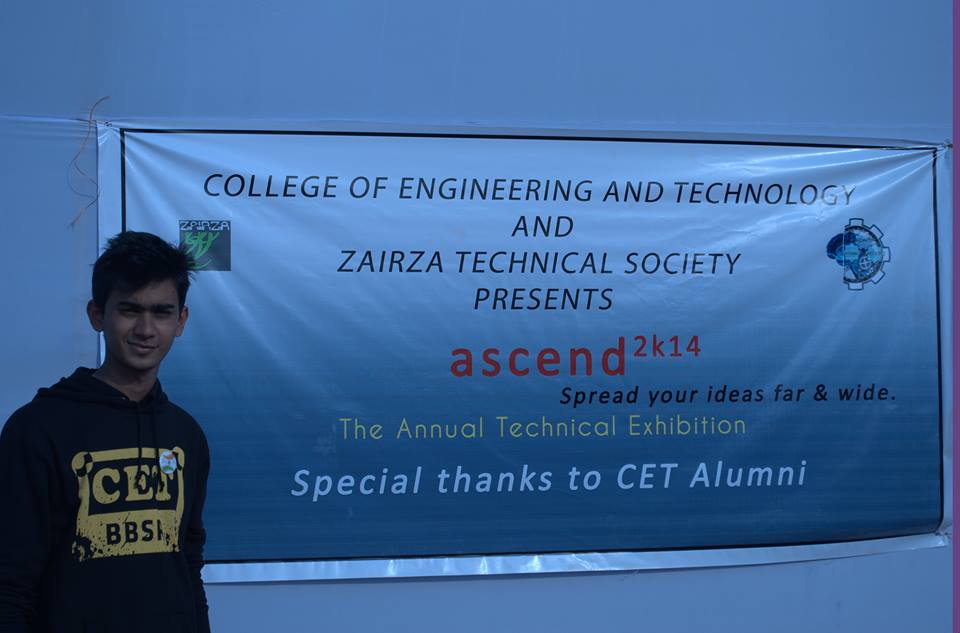 COLLEGE OF ENGINEERING AND TECHNOLOGY
AND
ZAIRZA
ZAIRZA TECHNICAL SOCIETY
PRESENTS
ascend2k14
Spread your ideas far & wide.
The Annual Technical Exhibition
Special thanks to CET Alumni
CET
BBSR